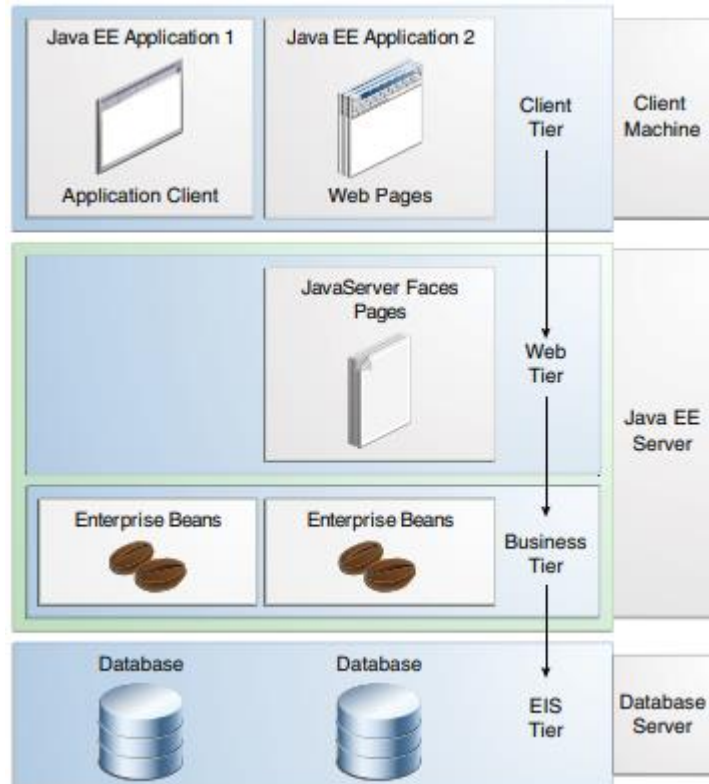 Java EE Application 1
Java EE Application 2
Application Client
Web Pages
Client
Tier
Client
Machine
JavaServer Faces
Pages
Web
Tier
Java EE
Server
Enterprise Beans
Enterprise Beans
Business
Tier
Database
Database
EIS
Tier
Database
Server